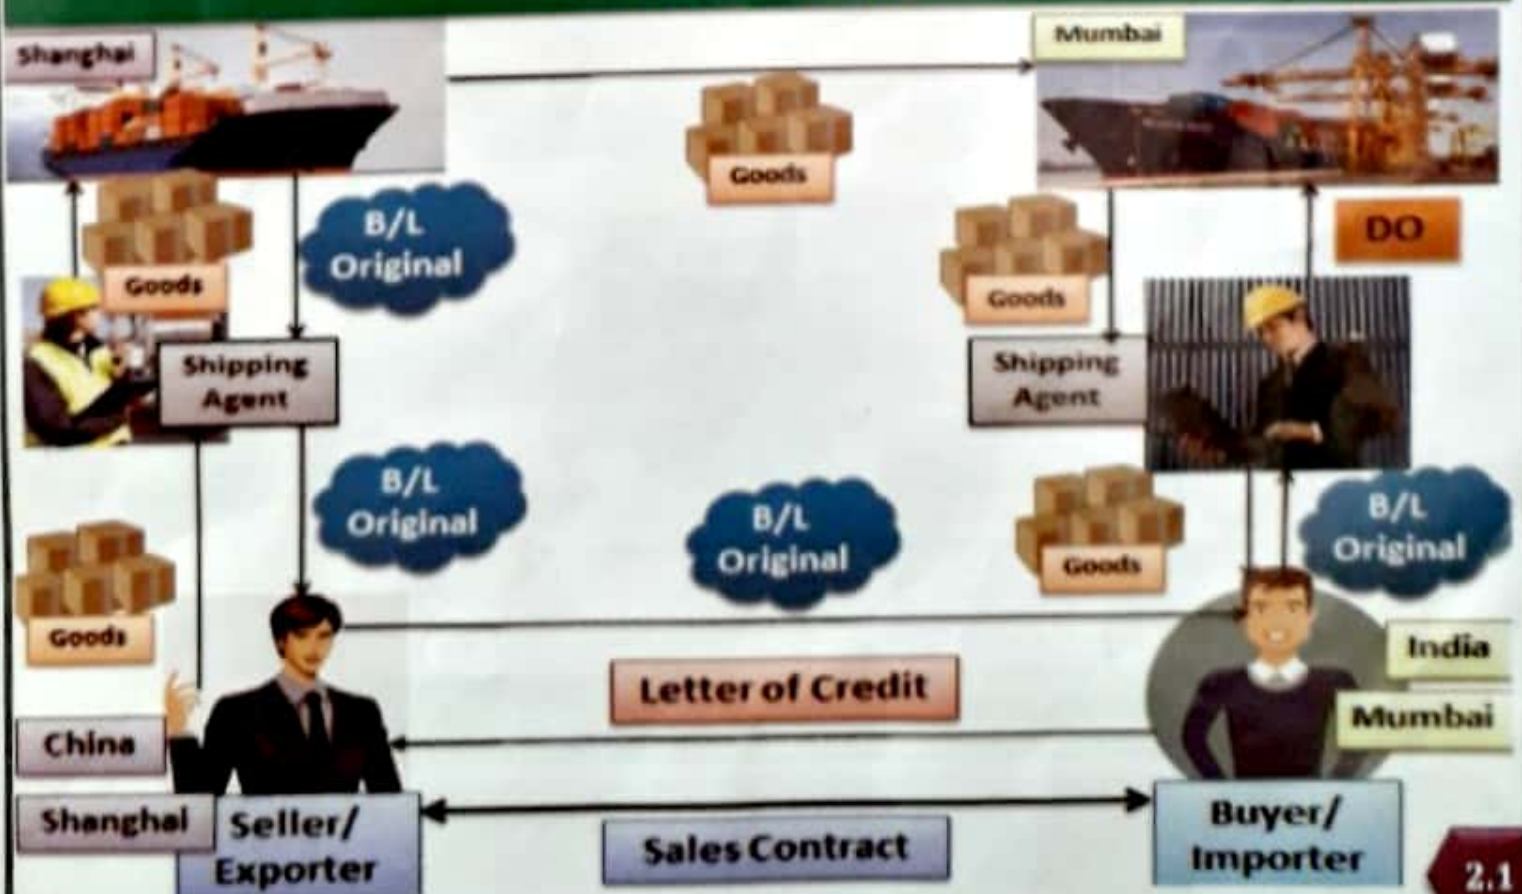 Shanghai
Mumbai
Goods
B/L
Original
DO
Goods
Goods
Shipping
Agent
Shipping
Agent
B/L
Original
B/L
Original
Goods
B/L
Original
Goods
India
Letter of Credit
Mumbai
China
Shanghai
Seller/
Exporter
Sales Contract
Buyer/
Importer
2.1